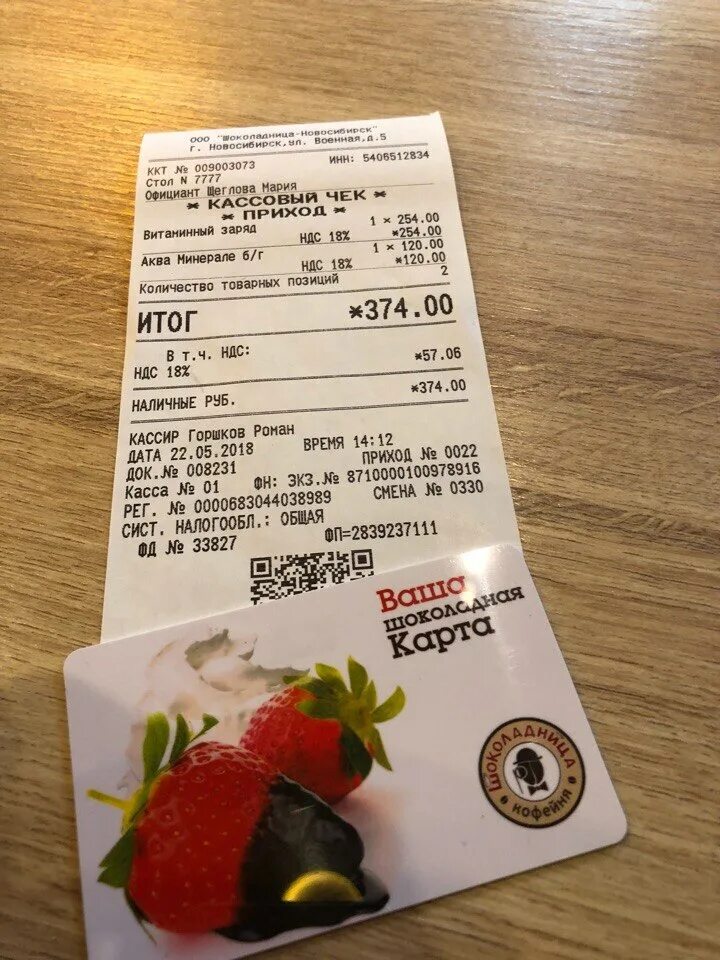 ООО "Шоколадница-Новосибирск"
г. Новосибирск, ул. Военная, д.5
ККТ № 009003073 ИНН: 5406512834
Стол N 7777
Официант Щеглова Мария
* КАССОВЫЙ ЧЕК *
* ПРИХОД *
Витаминный заряд 1 × 254.00
НДС 18% *254.00
Аква Минерале б/г 1 × 120.00
НДС 18% *120.00
Количество товарных позиций 2
ИТОГ *374.00
В т.ч. НДС:
НДС 18% *57.06
НАЛИЧНЫЕ РУБ. *374.00
КАССИР Горшков Роман
ДАТА 22.05.2018 ВРЕМЯ 14:12
ДОК.№ 008231 ПРИХОД № 0022
Касса № 01 ФН: ЭКЗ.№ 8710000100978916
РЕГ. № 0000683044038989 СМЕНА № 0330
СИСТ. НАЛОГООБЛ.: ОБЩАЯ
ФД № 33827 ФП=2839237111
Ваша
шоколадная
Карта
ШОКОЛАДНИЦА
кофейня